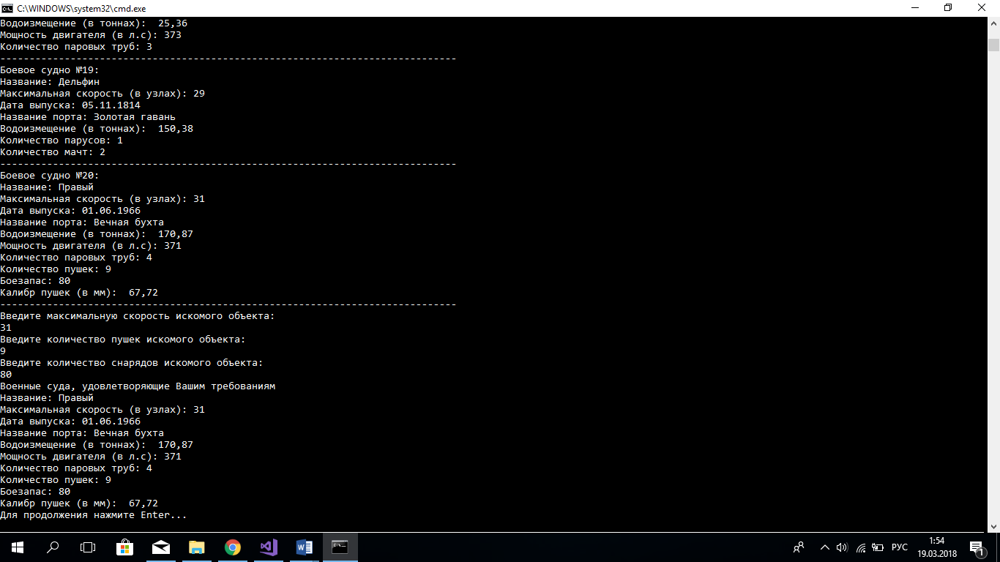 C:\WINDOWS\system32\cmd.exe
Водоизмещение (в тоннах):  25,36
Мощность двигателя (в л.с): 373
Количество паровых труб: 3
------------------------------------------------------------------------------
Боевое судно №19:
Название: Дельфин
Максимальная скорость (в узлах): 29
Дата выпуска: 05.11.1814
Название порта: Золотая гавань
Водоизмещение (в тоннах):  150,38
Количество парусов: 1
Количество мачт: 2
------------------------------------------------------------------------------
Боевое судно №20:
Название: Правый
Максимальная скорость (в узлах): 31
Дата выпуска: 01.06.1966
Название порта: Вечная бухта
Водоизмещение (в тоннах):  170,87
Мощность двигателя (в л.с): 371
Количество паровых труб: 4
Количество пушек: 9
Боезапас: 80
Калибр пушек (в мм):  67,72
------------------------------------------------------------------------------
Введите максимальную скорость искомого объекта:
31
Введите количество пушек искомого объекта:
9
Введите количество снарядов искомого объекта:
80
Военные суда, удовлетворяющие Вашим требованиям
Название: Правый
Максимальная скорость (в узлах): 31
Дата выпуска: 01.06.1966
Название порта: Вечная бухта
Водоизмещение (в тоннах):  170,87
Мощность двигателя (в л.с): 371
Количество паровых труб: 4
Количество пушек: 9
Боезапас: 80
Калибр пушек (в мм):  67,72
Для продолжения нажмите Enter...
РУС
1:54
19.03.2018
1